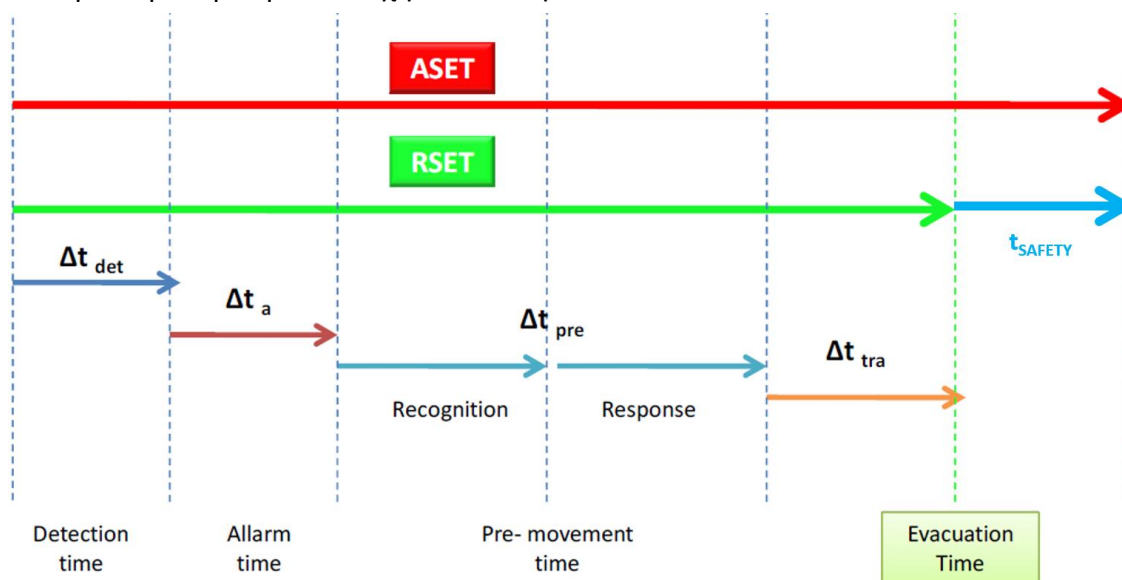 ASET
RSET
tSAFETY
Δt det
Δt a
Δt pre
Δt tra
Recognition
Response
Detection
time
Allarm
time
Pre- movement
time
Evacuation
Time